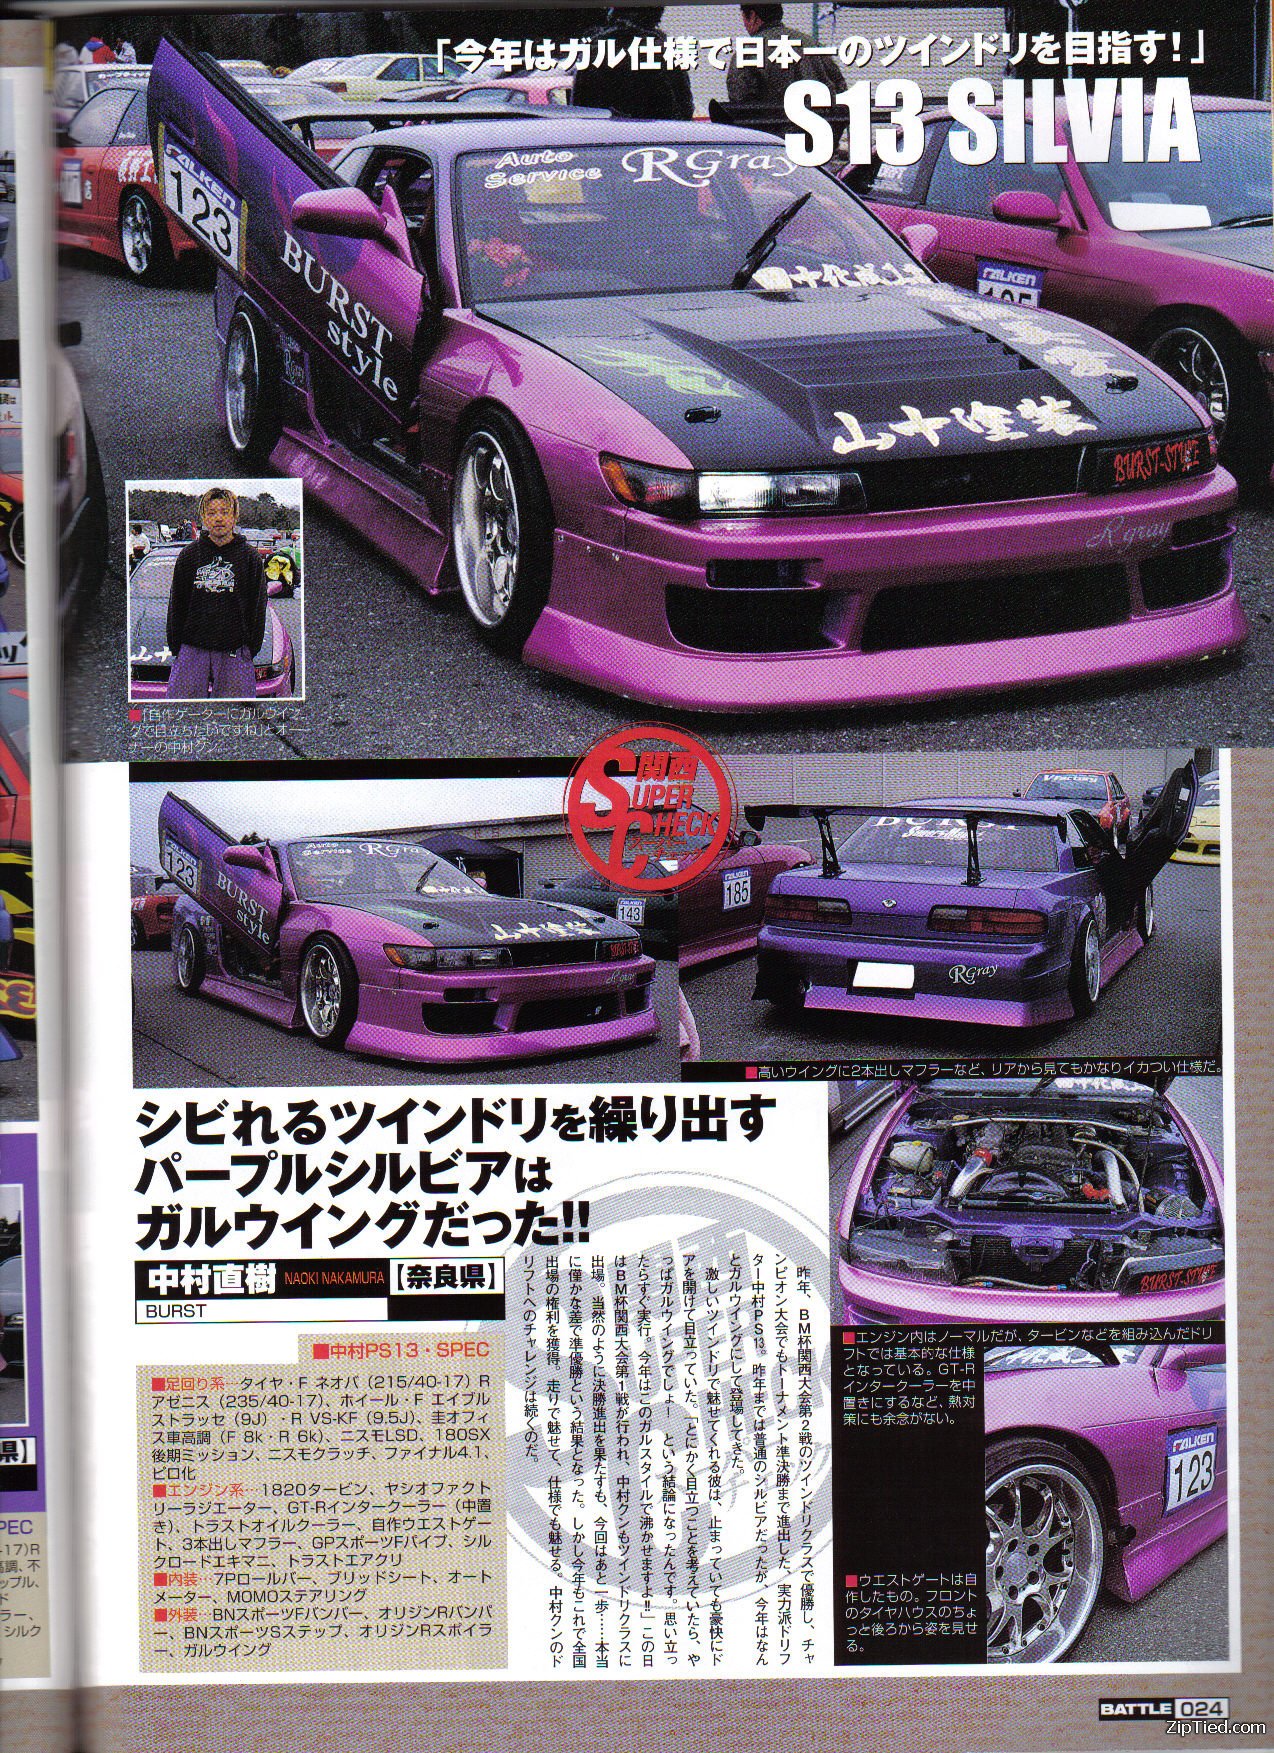 「今年はガル仕様で日本一のツインドリを目指す！」
S13 SILVIA
FALKEN
123
BURST
style
Auto
Service
RGray
FALKEN
山十塗装
BURST-STYLE
Rgray
■「自作ゲーターにガルウイン
グで目立ちたいですね」とオー
ナーの中村クン。
関西
SUPER
CHECK
123
BURST
style
Auto
Service
RGray
山十塗装
FALKEN
143
FALKEN
185
V-Factory
BURST
RGray
■高いウイングに2本出しマフラーなど、リアから見てもかなりイカつい仕様だ。
シビれるツインドリを繰り出す
パープルシルビアは
ガルウイングだった!!
中村直樹 NAOKI NAKAMURA【奈良県】
BURST
■中村PS13・SPEC
■足回り系…タイヤ・F ネオバ（215/40-17）R
アゼニス（235/40-17）、ホイール・F エイブル
ストラッセ（9J）・R VS-KF（9.5J）、圭オフィ
ス車高調（F 8k・R 6k）、ニスモLSD、180SX
後期ミッション、ニスモクラッチ、ファイナル4.1、
ピロ化
■エンジン系…1820タービン、ヤシオファクト
リーラジエーター、GT-Rインタークーラー（中置
き）、トラストオイルクーラー、自作ウエストゲー
ト、3本出しマフラー、GPスポーツFパイプ、シル
クロードエキマニ、トラストエアクリ
■内装…7Pロールバー、ブリッドシート、オート
メーター、MOMOステアリング
■外装…BNスポーツFバンパー、オリジンRバンパ
ー、BNスポーツSステップ、オリジンRスポイラ
ー、ガルウイング
昨年、BM杯関西大会第2戦のツインドリクラスで優勝し、チャ
ンピオン大会でもトーナメント準決勝まで進出した、実力派ドリフ
ター中村PS13。昨年までは普通のシルビアだったが、今年はなん
とガルウイングにして登場してきた。
激しいツインドリで魅せてくれる彼は、止まっていても豪快にド
アを開けて目立っていた。「とにかく目立つことを考えていたら、や
っぱガルウイングでしょ！ という結論になったんです。思い立っ
たらすぐ実行。今年はこのガルスタイルで沸かせますよ!!」この日
はBM杯関西大会第1戦が行われ、中村クンもツインドリクラスに
出場。当然のように決勝進出を果たすも、今回はあと一歩……本当
に僅かな差で準優勝という結果となった。しかし今年もこれで全国
出場の権利を獲得。走りで魅せて、仕様でも魅せる。中村クンのド
リフトへのチャレンジは続くのだ。
BURST-STYLE
■エンジン内はノーマルだが、タービンなどを組み込んだドリ
フトでは基本的な仕様
となっている。GT-R
インタークーラーを中
置きにするなど、熱対
策にも余念がない。
FALKEN
123
■ウエストゲートは自
作したもの。フロント
のタイヤハウスのちょ
っと後ろから姿を見せ
る。
BATTLE 024
ZipTied.com